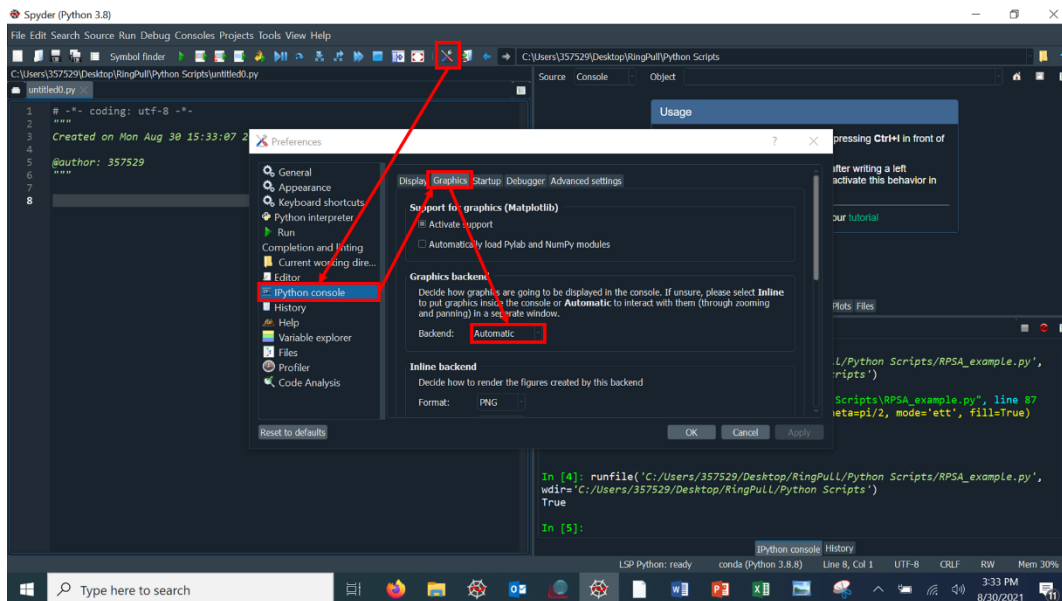 Spyder (Python 3.8)
File Edit Search Source Run Debug Consoles Projects Tools View Help
Symbol finder
C:\Users\357529\Desktop\RingPull\Python Scripts
C:\Users\357529\Desktop\RingPull\Python Scripts\untitled0.py
Source Console Object
untitled0.py
1 # -*- coding: utf-8 -*-
2 """
3 Created on Mon Aug 30 15:33:07 2
4
5 @author: 357529
6 """
7
8
Usage
pressing Ctrl+I in front of
after writing a left
activate this behavior in
our tutorial
Plots Files
Preferences
General
Appearance
Keyboard shortcuts
Python interpreter
Run
Completion and linting
Current working dire...
Editor
IPython console
History
Help
Variable explorer
Files
Profiler
Code Analysis
Display Graphics Startup Debugger Advanced settings
Support for graphics (Matplotlib)
Activate support
Automatically load Pylab and NumPy modules
Graphics backend
Decide how graphics are going to be displayed in the console. If unsure, please select Inline
to put graphics inside the console or Automatic to interact with them (through zooming
and panning) in a separate window.
Backend: Automatic
Inline backend
Decide how to render the figures created by this backend
Format: PNG
Reset to defaults
OK Cancel Apply
L/Python Scripts/RPSA_example.py',
ripts')
Scripts\RPSA_example.py", line 87
eta=pi/2, mode='ett', fill=True)
In [4]: runfile('C:/Users/357529/Desktop/RingPull/Python Scripts/RPSA_example.py',
wdir='C:/Users/357529/Desktop/RingPull/Python Scripts')
True
In [5]:
IPython console History
LSP Python: ready conda (Python 3.8.8) Line 8, Col 1 UTF-8 CRLF RW Mem 30%
Type here to search
3:33 PM
8/30/2021